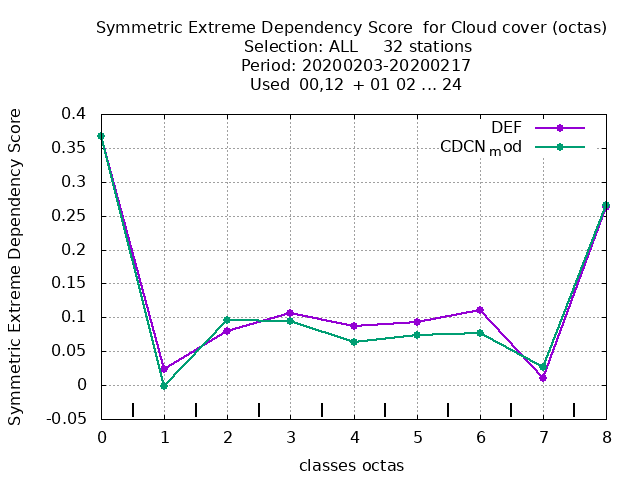 Symmetric Extreme Dependency Score  for Cloud cover (octas)
Selection: ALL     32 stations
Period: 20200203-20200217
Used  00,12  + 01 02 ... 24
Symmetric Extreme Dependency Score
0.4
0.35
0.3
0.25
0.2
0.15
0.1
0.05
0
-0.05
DEF
CDCNmod
0 1 2 3 4 5 6 7 8
classes octas